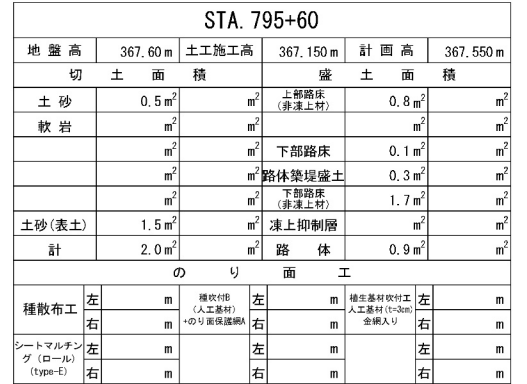 STA. 795+60
地盤高 367.60m 土工施工高 367.150m 計画高 367.550m
切土面積 盛土面積
土砂 0.5m² m² 上部路床(非凍上材) 0.8m² m²
軟岩 m² m² m² m²
m² m² 下部路床 0.1m² m²
m² m² 路体築堤盛土 0.3m² m²
m² m² 下部路床(非凍上材) 1.7m² m²
土砂(表土) 1.5m² m² 凍上抑制層 m² m²
計 2.0m² m² 路体 0.9m² m²
のり面工
種散布工 左 m 種吹付B(人工基材)+のり面保護網A 左 m 植生基材吹付工人工基材(t=3cm)金網入り 左 m
右 m 右 m 右 m
シートマルチング(ロール)(type-E) 左 m 左 m 左 m
右 m 右 m 右 m